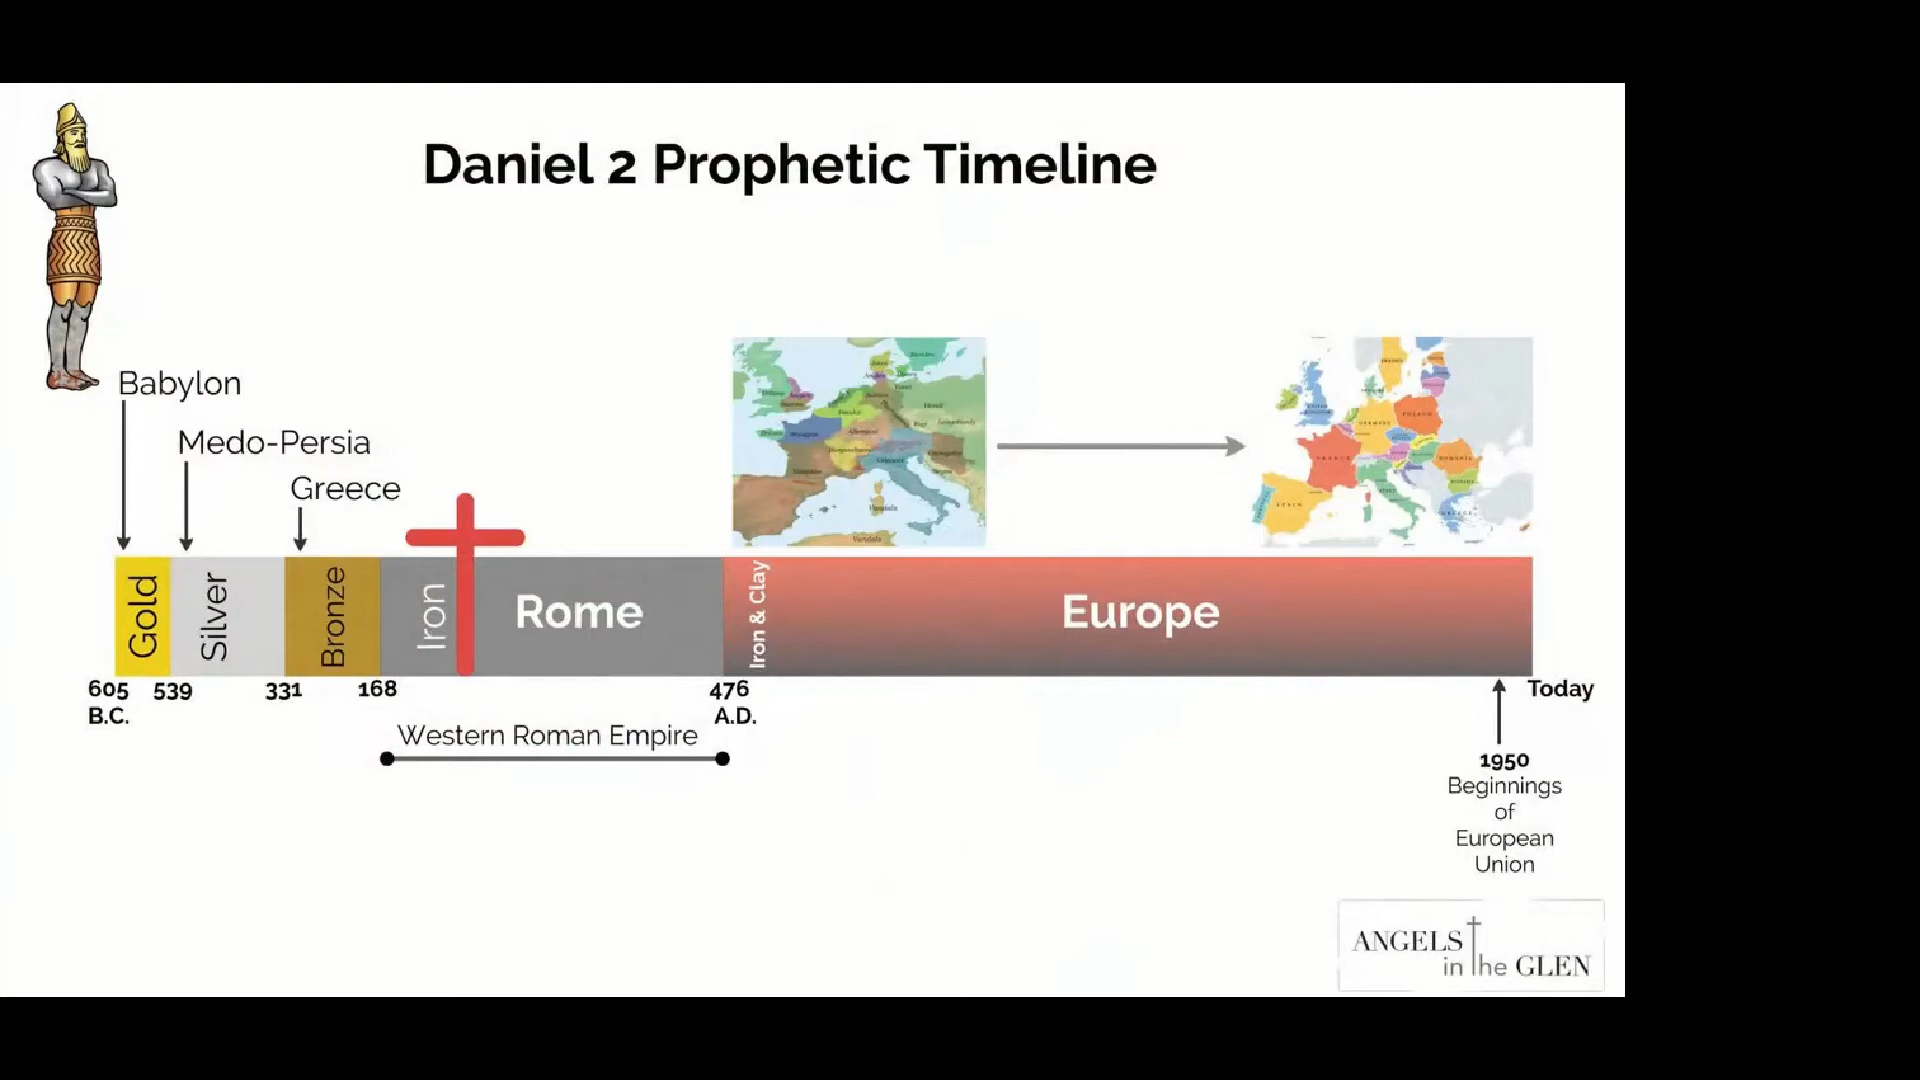 Daniel 2 Prophetic Timeline
Babylon
Medo-Persia
Greece
Gold
Silver
Bronze
Iron
Rome
Iron & Clay
Europe
605
B.C.
539
331
168
476
A.D.
Today
Western Roman Empire
1950
Beginnings
of
European
Union
ANGELS
in the GLEN